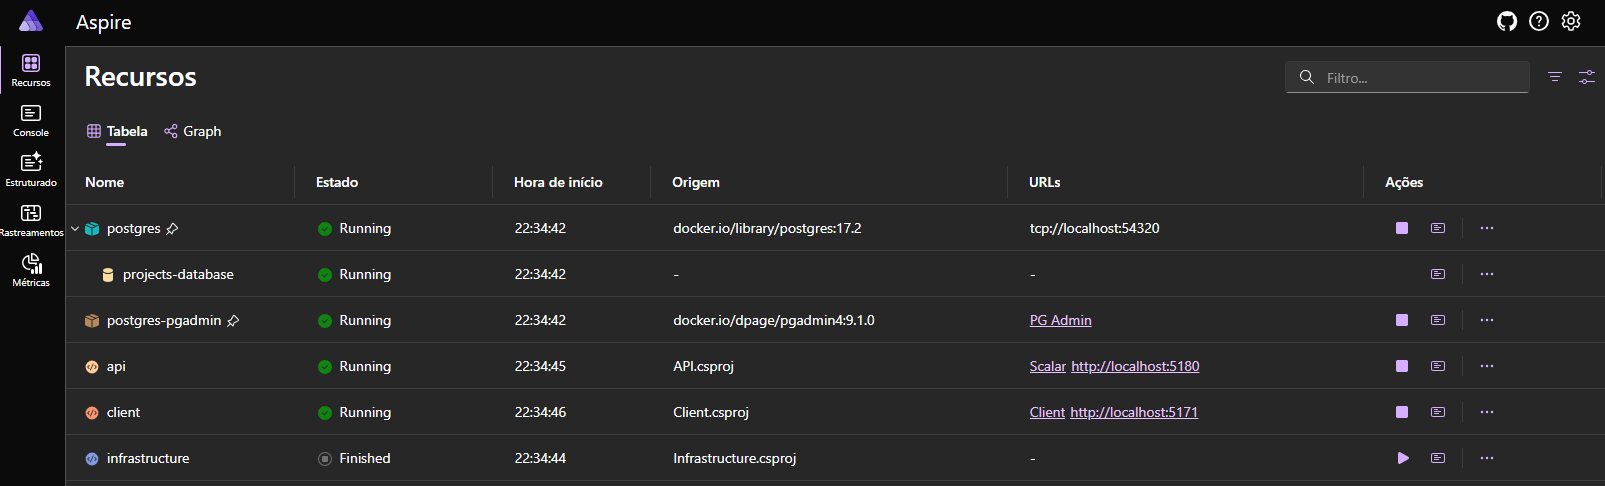 Aspire
Recursos
Console
Estruturado
Rastreamentos
Métricas
Recursos
Filtro...
Tabela Graph
Nome Estado Hora de início Origem URLs Ações
postgres Running 22:34:42 docker.io/library/postgres:17.2 tcp://localhost:54320
projects-database Running 22:34:42 - -
postgres-pgadmin Running 22:34:42 docker.io/dpage/pgadmin4:9.1.0 PG Admin
api Running 22:34:45 API.csproj Scalar http://localhost:5180
client Running 22:34:46 Client.csproj Client http://localhost:5171
infrastructure Finished 22:34:44 Infrastructure.csproj -